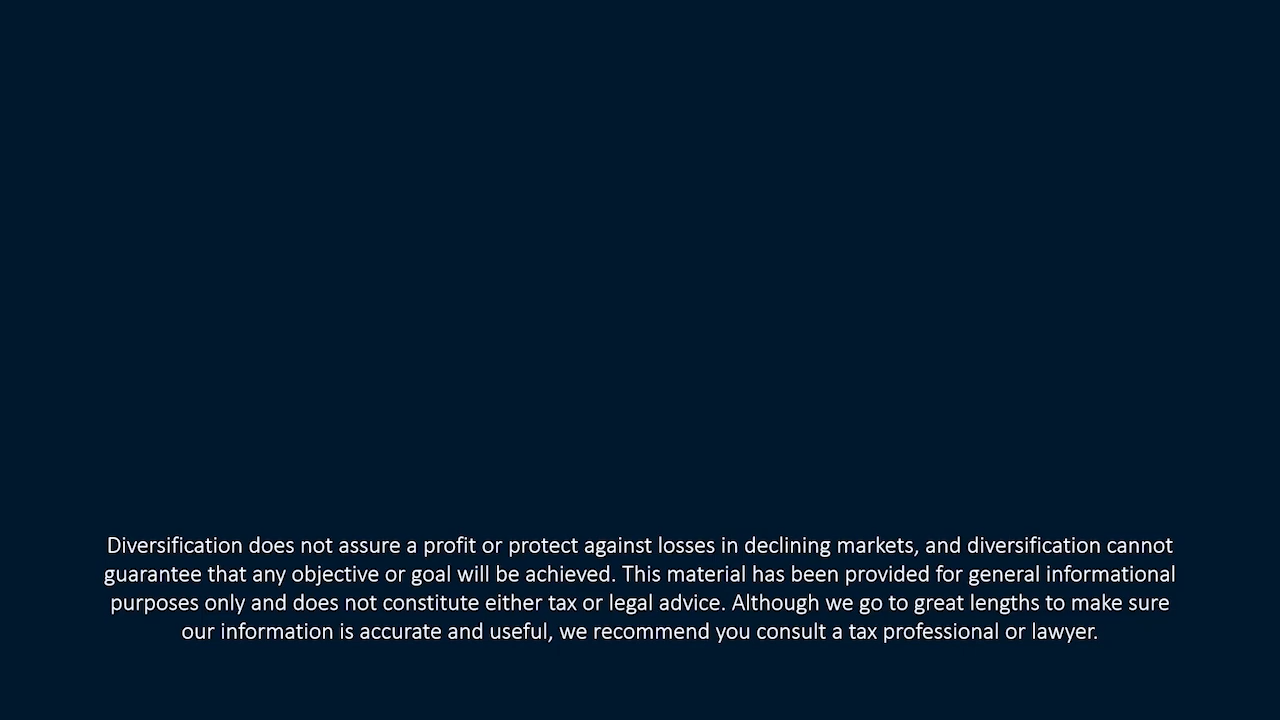 Diversification does not assure a profit or protect against losses in declining markets, and diversification cannot
guarantee that any objective or goal will be achieved. This material has been provided for general informational
purposes only and does not constitute either tax or legal advice. Although we go to great lengths to make sure
our information is accurate and useful, we recommend you consult a tax professional or lawyer.